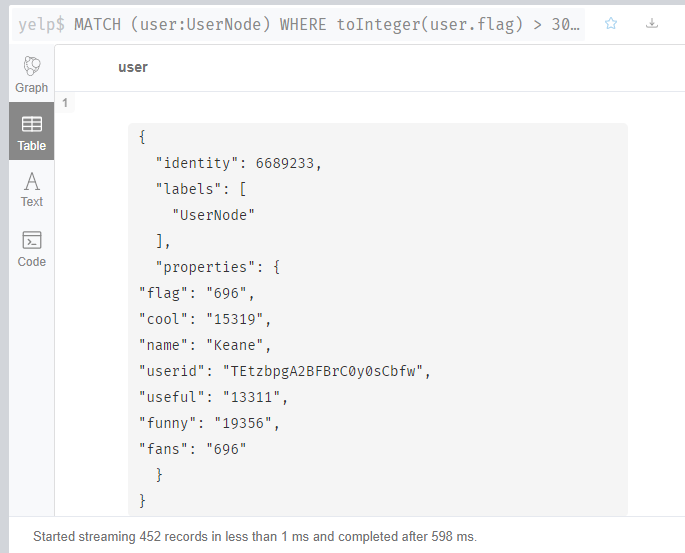 yelp$ MATCH (user:UserNode) WHERE toInteger(user.flag) > 30…
Graph
user
1
Table
Text
Code
{
"identity": 6689233,
"labels": [
"UserNode"
],
"properties": {
"flag": "696",
"cool": "15319",
"name": "Keane",
"userid": "TEtzbpgA2BFBrC0y0sCbfw",
"useful": "13311",
"funny": "19356",
"fans": "696"
}
}
Started streaming 452 records in less than 1 ms and completed after 598 ms.